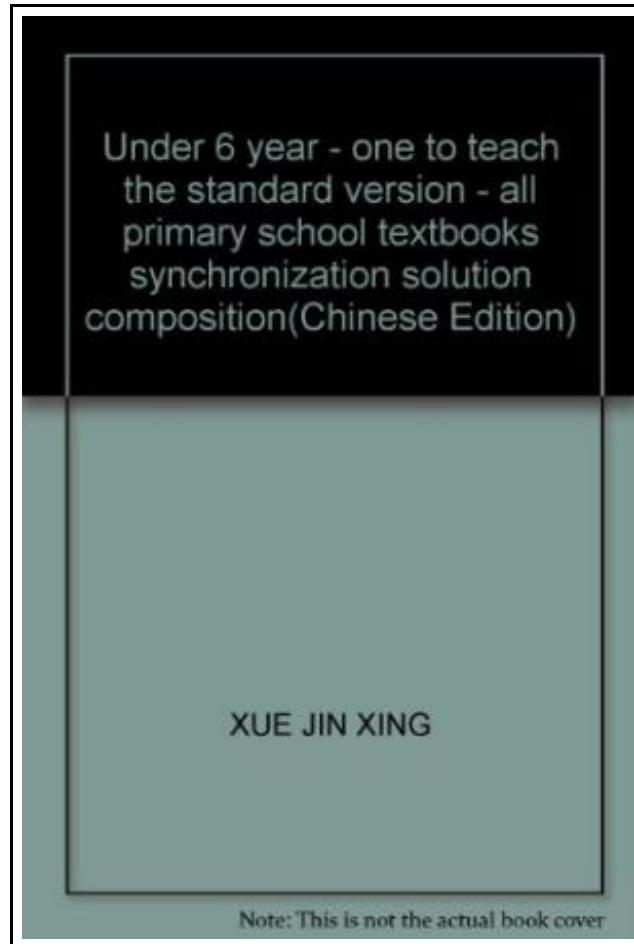 Under 6 year - one to teach
the standard version - all
primary school textbooks
synchronization solution
composition(Chinese Edition)
XUE JIN XING
Note: This is not the actual book cover